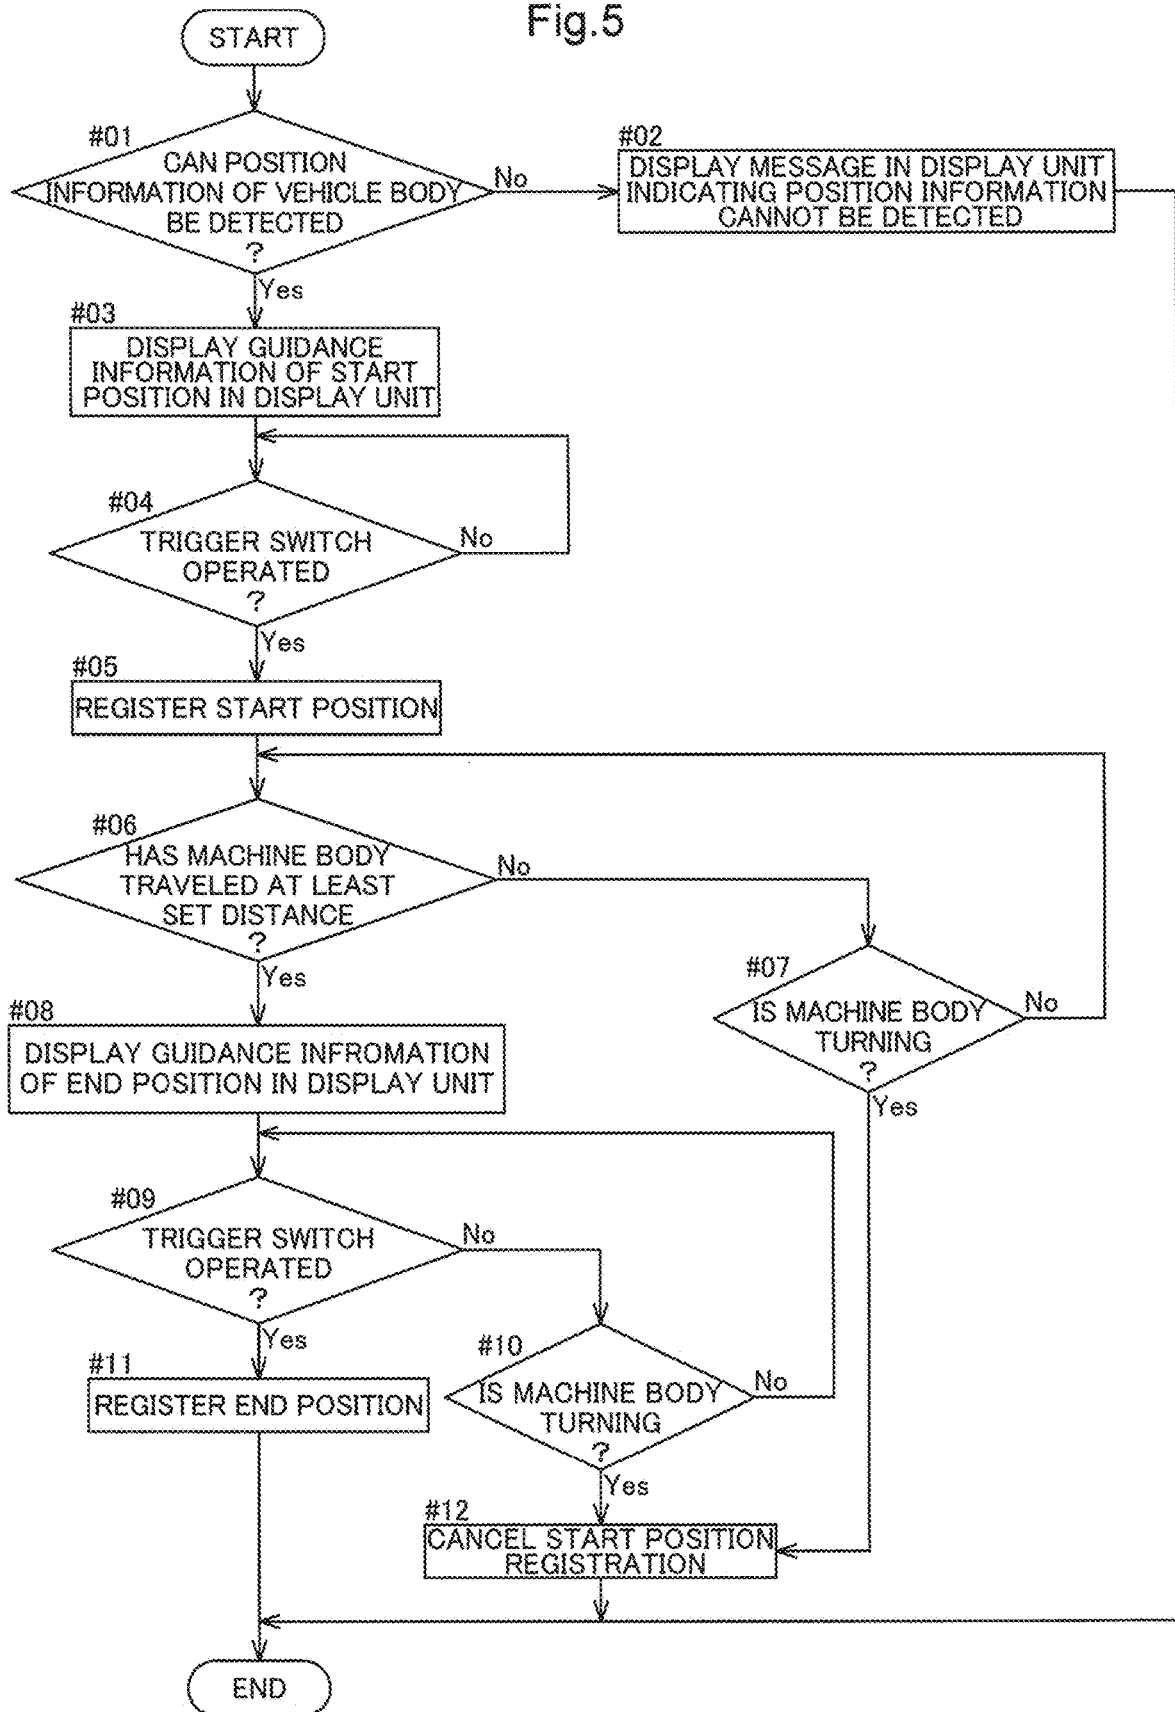 Fig.5
START
#01
CAN POSITION
INFORMATION OF VEHICLE BODY
BE DETECTED
?
No
Yes
#02
DISPLAY MESSAGE IN DISPLAY UNIT
INDICATING POSITION INFORMATION
CANNOT BE DETECTED
#03
DISPLAY GUIDANCE
INFORMATION OF START
POSITION IN DISPLAY UNIT
#04
TRIGGER SWITCH
OPERATED
?
No
Yes
#05
REGISTER START POSITION
#06
HAS MACHINE BODY
TRAVELED AT LEAST
SET DISTANCE
?
No
Yes
#07
IS MACHINE BODY
TURNING
?
No
Yes
#08
DISPLAY GUIDANCE INFROMATION
OF END POSITION IN DISPLAY UNIT
#09
TRIGGER SWITCH
OPERATED
?
No
Yes
#10
IS MACHINE BODY
TURNING
?
No
Yes
#11
REGISTER END POSITION
#12
CANCEL START POSITION
REGISTRATION
END